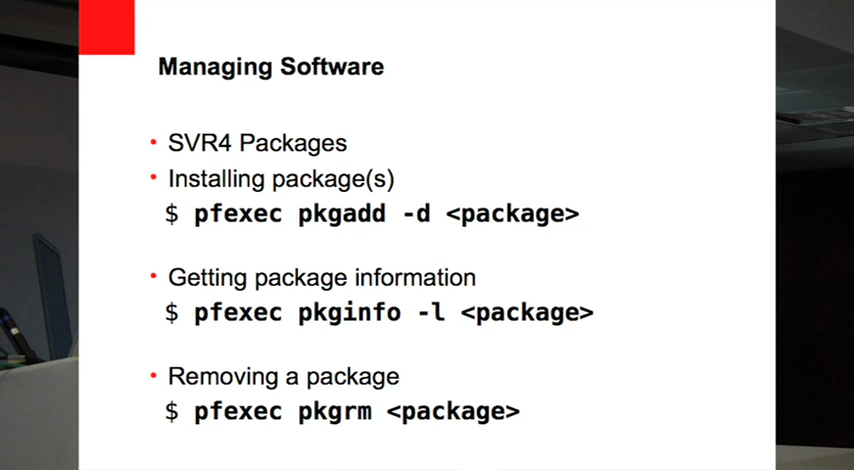 Managing Software
• SVR4 Packages
• Installing package(s)
$ pfexec pkgadd -d <package>
• Getting package information
$ pfexec pkginfo -l <package>
• Removing a package
$ pfexec pkgrm <package>